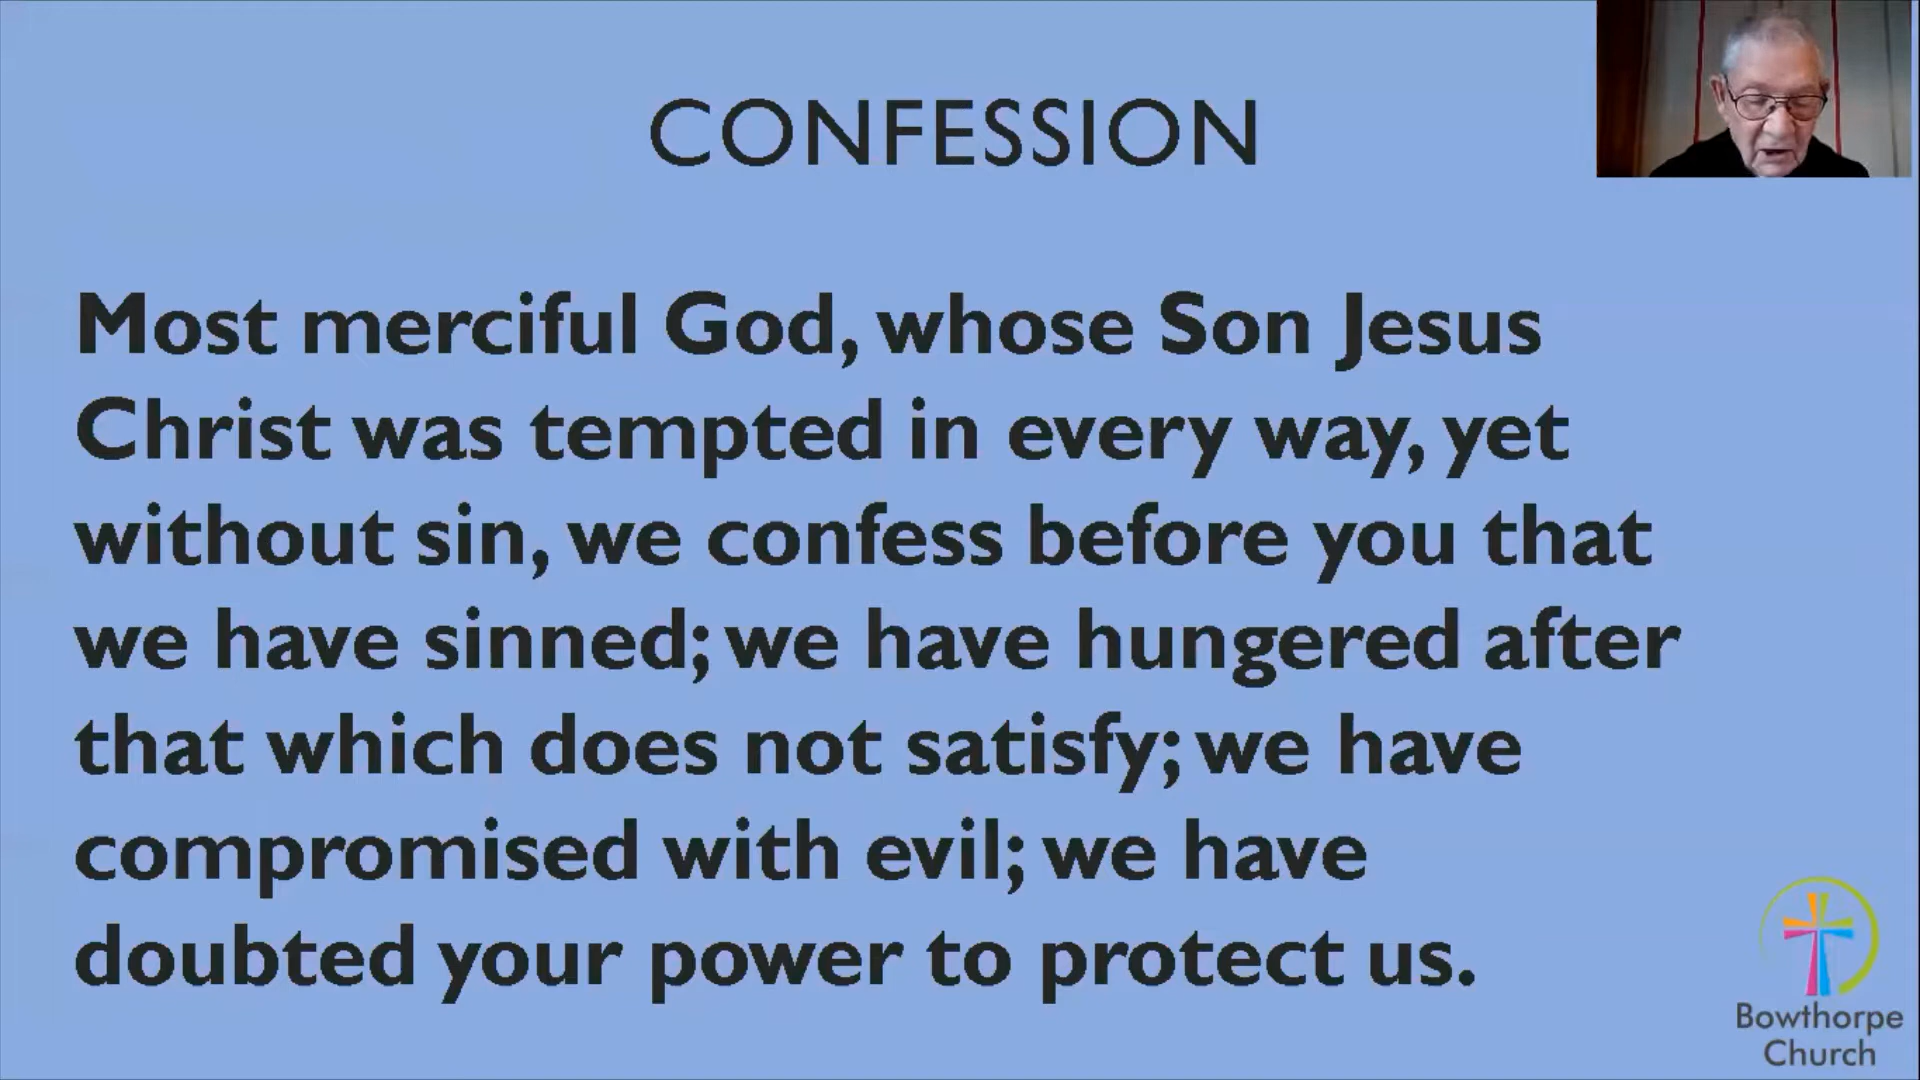 CONFESSION
Most merciful God, whose Son Jesus
Christ was tempted in every way, yet
without sin, we confess before you that
we have sinned; we have hungered after
that which does not satisfy; we have
compromised with evil; we have
doubted your power to protect us.
Bowthorpe
Church